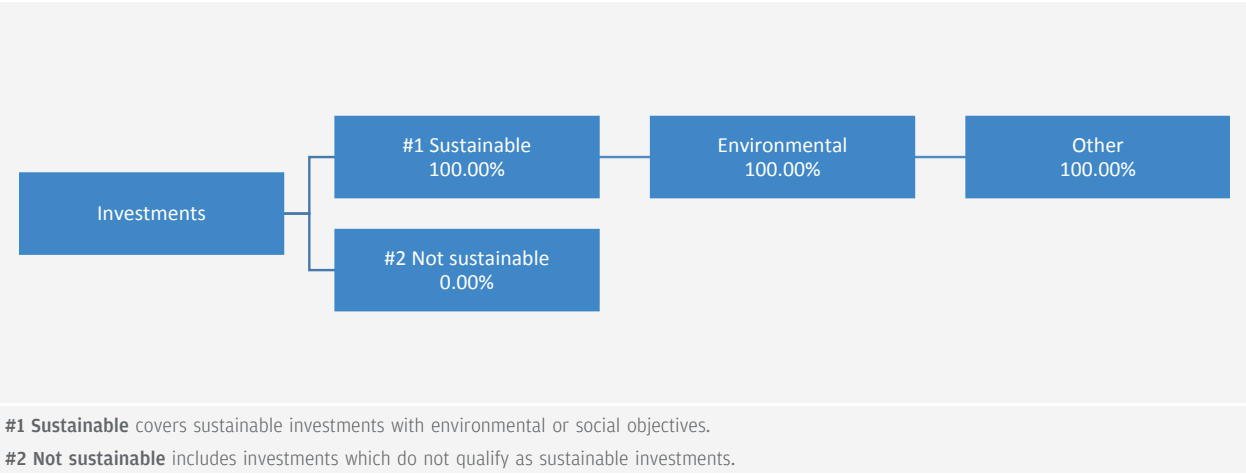 #1 Sustainable
100.00%
Environmental
100.00%
Other
100.00%
Investments
#2 Not sustainable
0.00%
#1 Sustainable covers sustainable investments with environmental or social objectives.
#2 Not sustainable includes investments which do not qualify as sustainable investments.